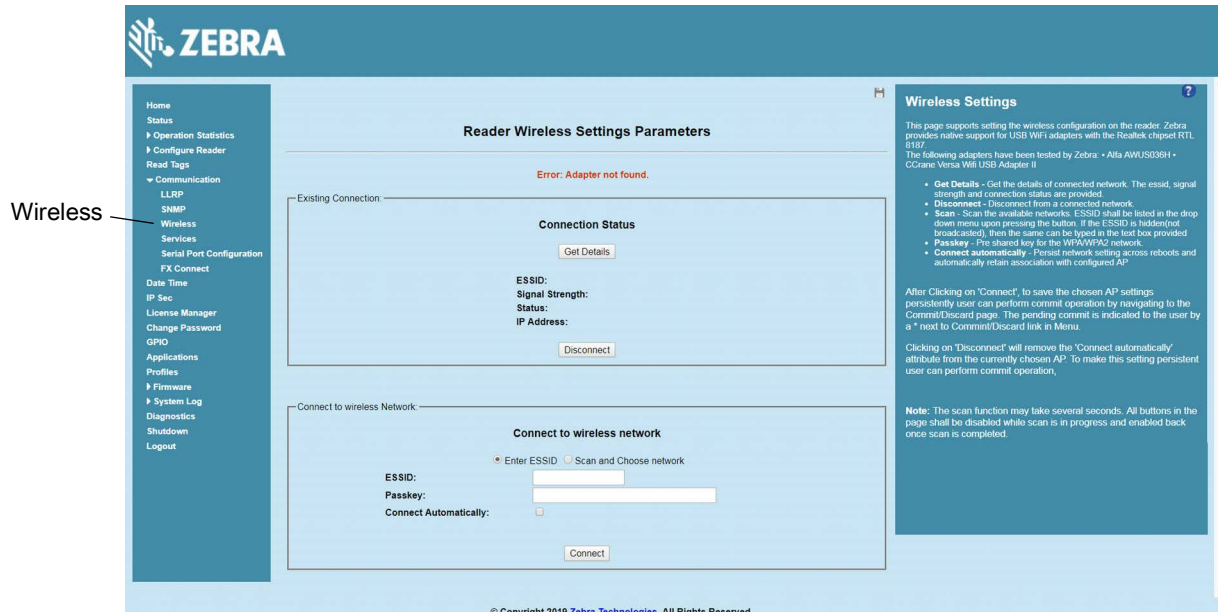 ZEBRA
Wireless
Home
Status
Operation Statistics
Configure Reader
Read Tags
Communication
LLRP
SNMP
Wireless
Services
Serial Port Configuration
FX Connect
Date Time
IP Sec
License Manager
Change Password
GPIO
Applications
Profiles
Firmware
System Log
Diagnostics
Shutdown
Logout
Reader Wireless Settings Parameters
Error: Adapter not found.
Existing Connection:
Connection Status
Get Details
ESSID:
Signal Strength:
Status:
IP Address:
Disconnect
Connect to wireless Network:
Connect to wireless network
Enter ESSID Scan and Choose network
ESSID:
Passkey:
Connect Automatically:
Connect
?
Wireless Settings
This page supports setting the wireless configuration on the reader. Zebra
provides native support for USB WiFi adapters with the Realtek chipset RTL
8187.
The following adapters have been tested by Zebra: • Alfa AWUS036H •
CCrane Versa Wifi USB Adapter II
• Get Details - Get the details of connected network. The essid, signal
strength and connection status are provided.
• Disconnect - Disconnect from a connected network.
• Scan - Scan the available networks. ESSID shall be listed in the drop
down menu upon pressing the button. If the ESSID is hidden(not
broadcasted), then the same can be typed in the text box provided
• Passkey - Pre shared key for the WPA/WPA2 network.
• Connect automatically - Persist network setting across reboots and
automatically retain association with configured AP
After Clicking on 'Connect', to save the chosen AP settings
persistently user can perform commit operation by navigating to the
Commit/Discard page. The pending commit is indicated to the user by
a * next to Commint/Discard link in Menu.
Clicking on 'Disconnect' will remove the 'Connect automatically'
attribute from the currently chosen AP. To make this setting persistent
user can perform commit operation,
Note: The scan function may take several seconds. All buttons in the
page shall be disabled while scan is in progress and enabled back
once scan is completed.
© Copyright 2019 Zebra Technologies. All Rights Reserved